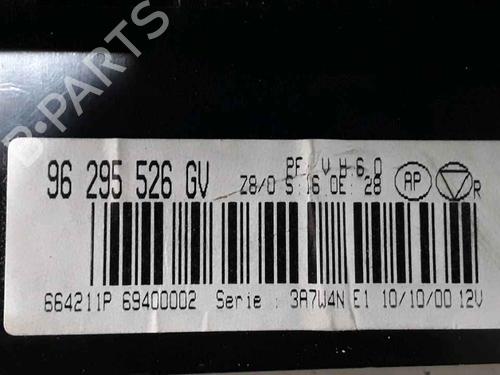 B-PARTS
PF: V H:6.0
96 295 526 GV Z8/0 S:16.0E: 28 AP R
664211P 69400002 Serie : 3A7W4N E1 10/10/00 12V